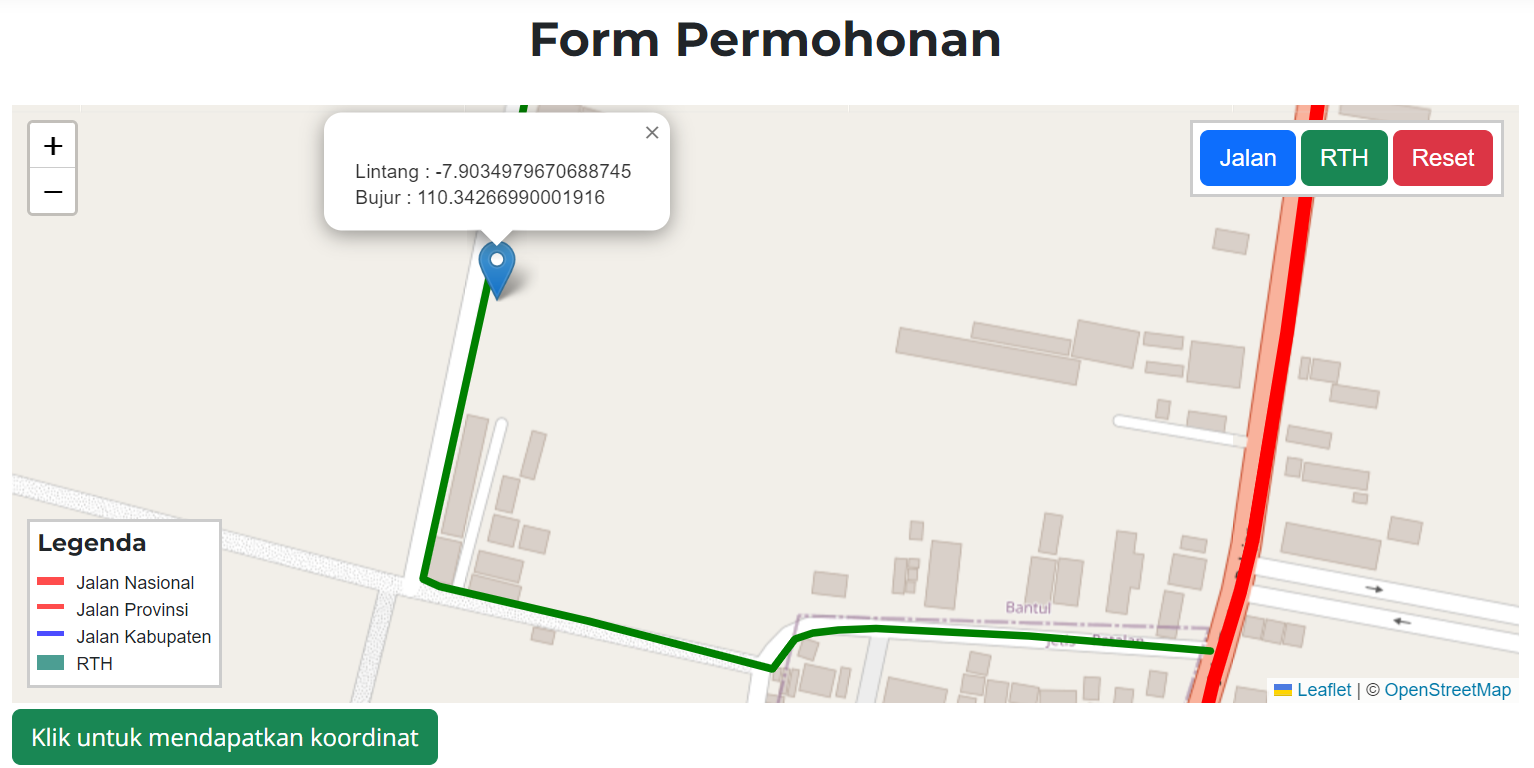 Form Permohonan
+
−
×
Lintang : -7.9034979670688745
Bujur : 110.34266990001916
Jalan
RTH
Reset
Bantul
Jetis
Legenda
Jalan Nasional
Jalan Provinsi
Jalan Kabupaten
RTH
Leaflet | © OpenStreetMap
Klik untuk mendapatkan koordinat